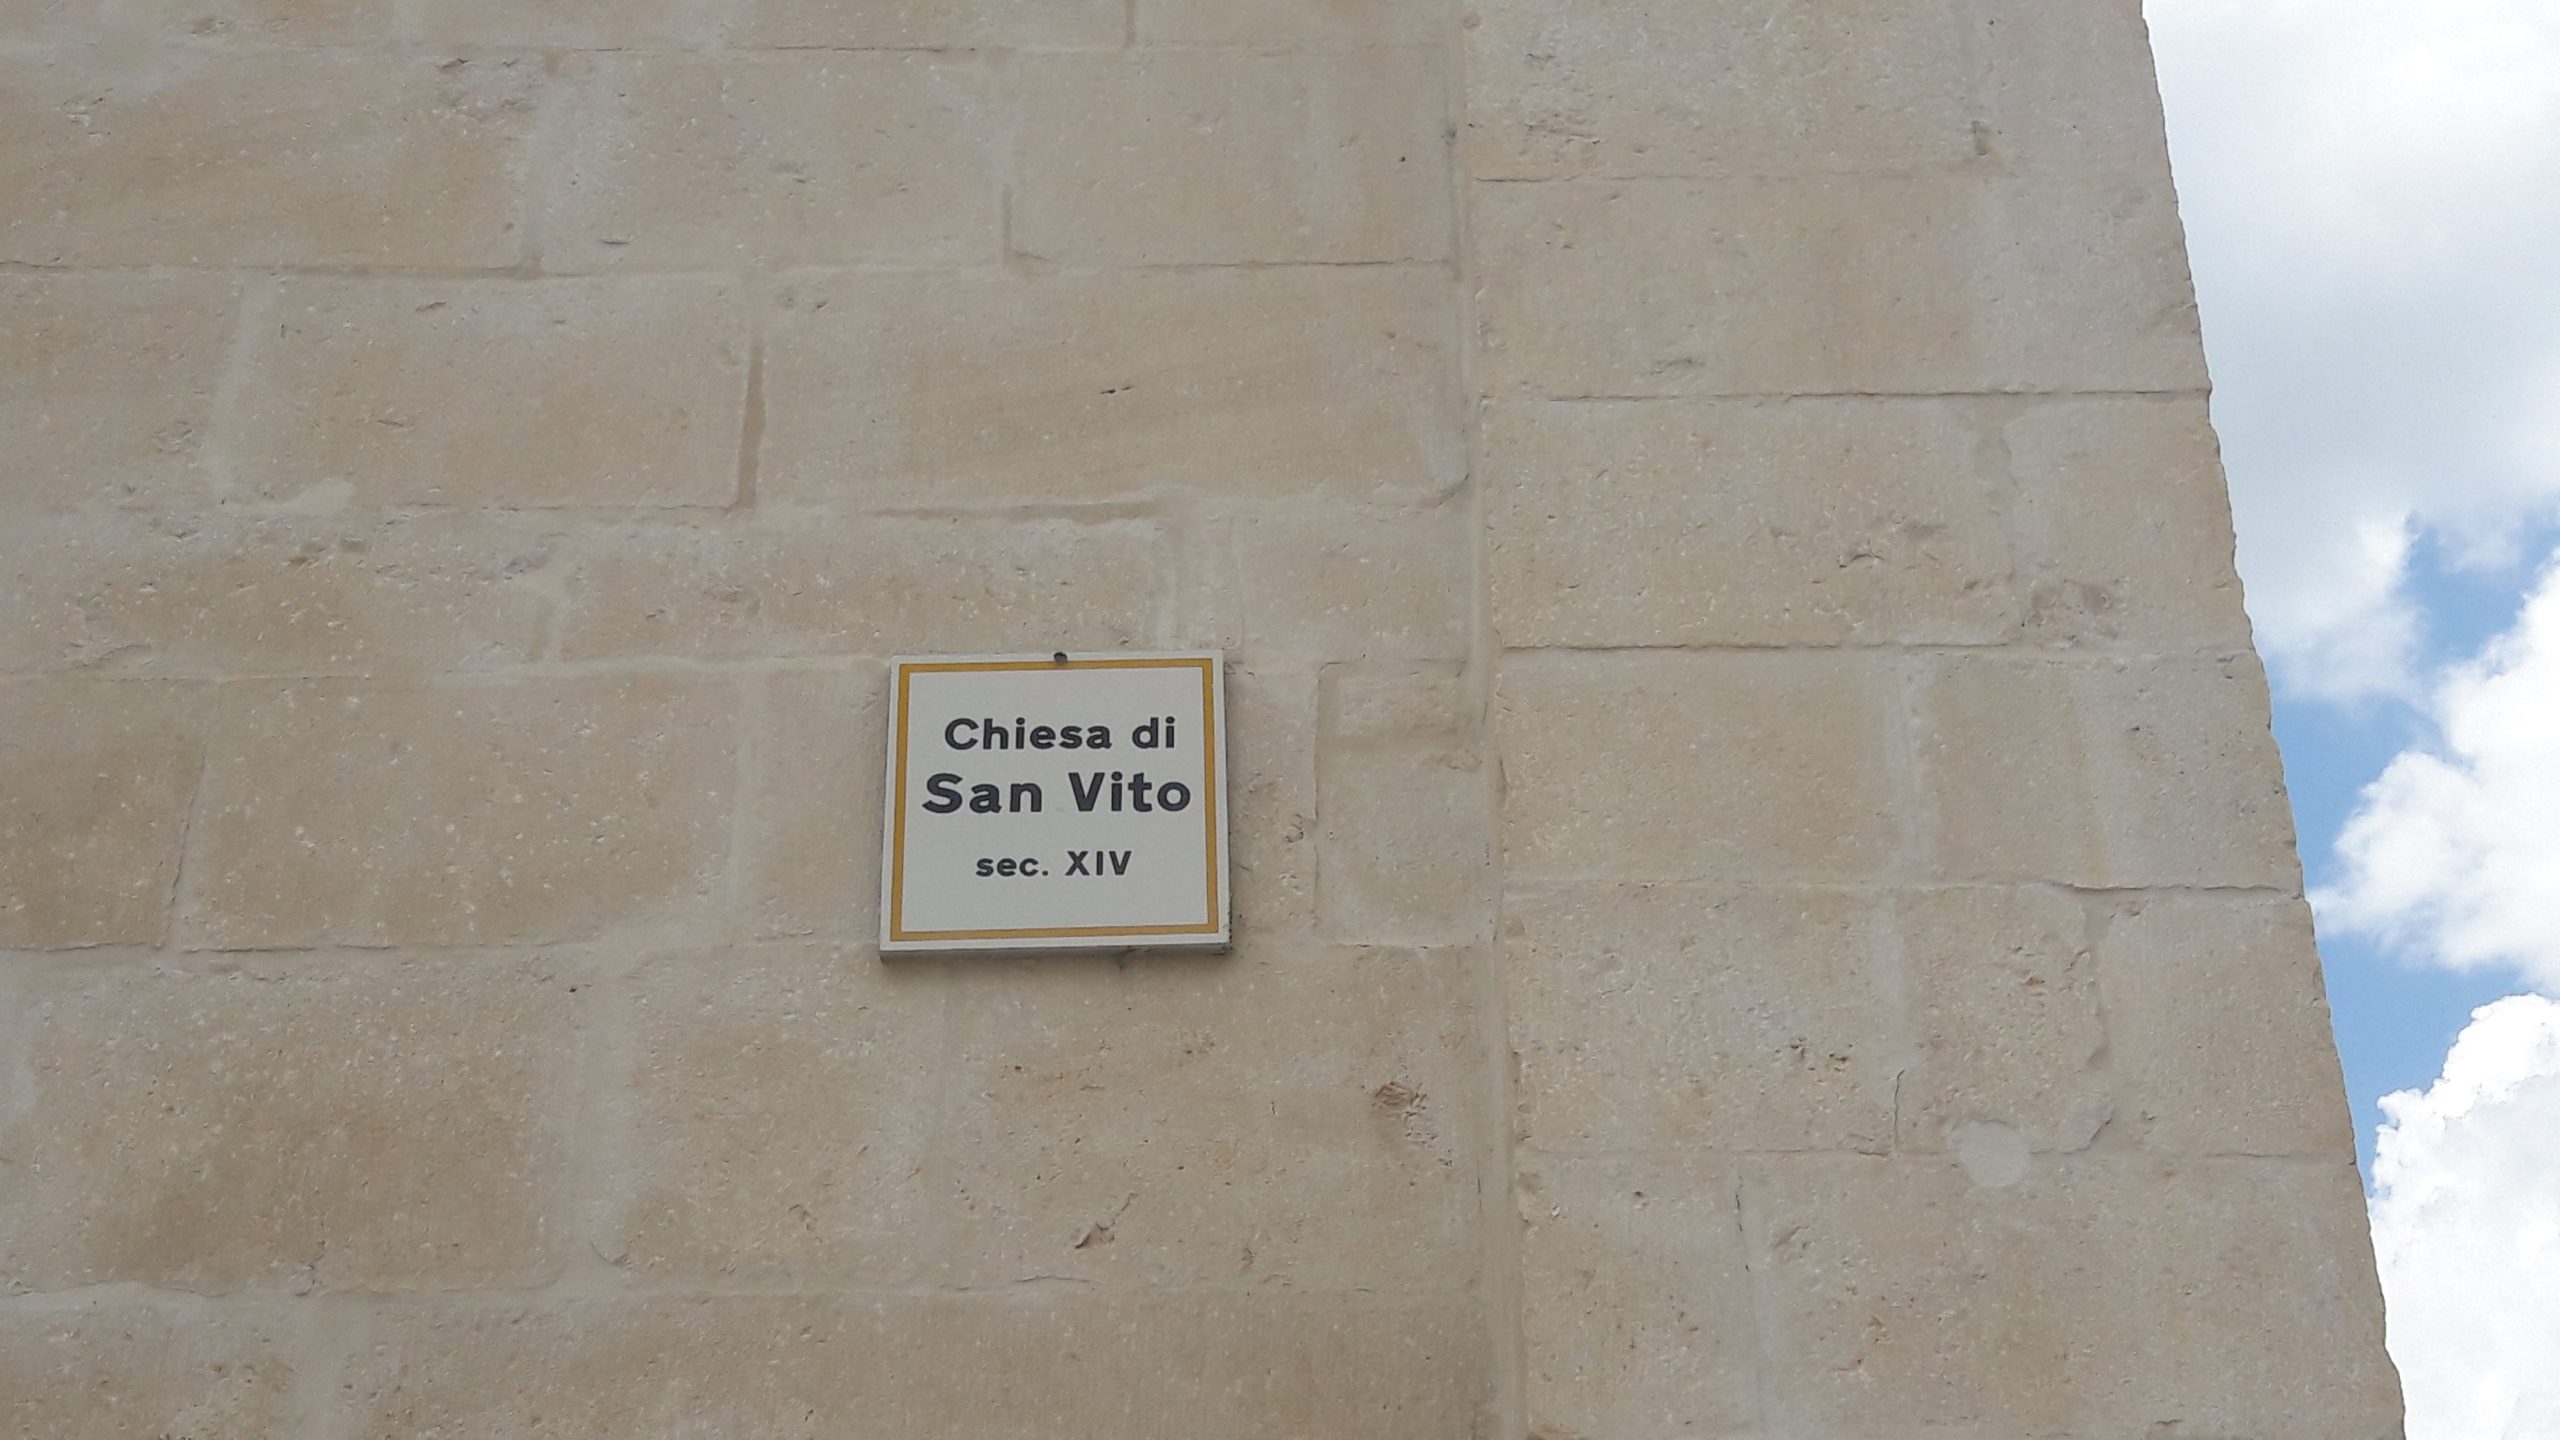 Chiesa di
San Vito
sec. XIV